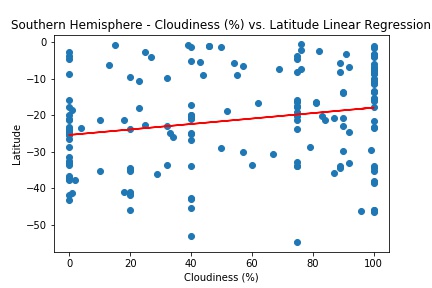 Southern Hemisphere - Cloudiness (%) vs. Latitude Linear Regression
0
−10
−20
−30
−40
−50
Latitude
0 20 40 60 80 100
Cloudiness (%)